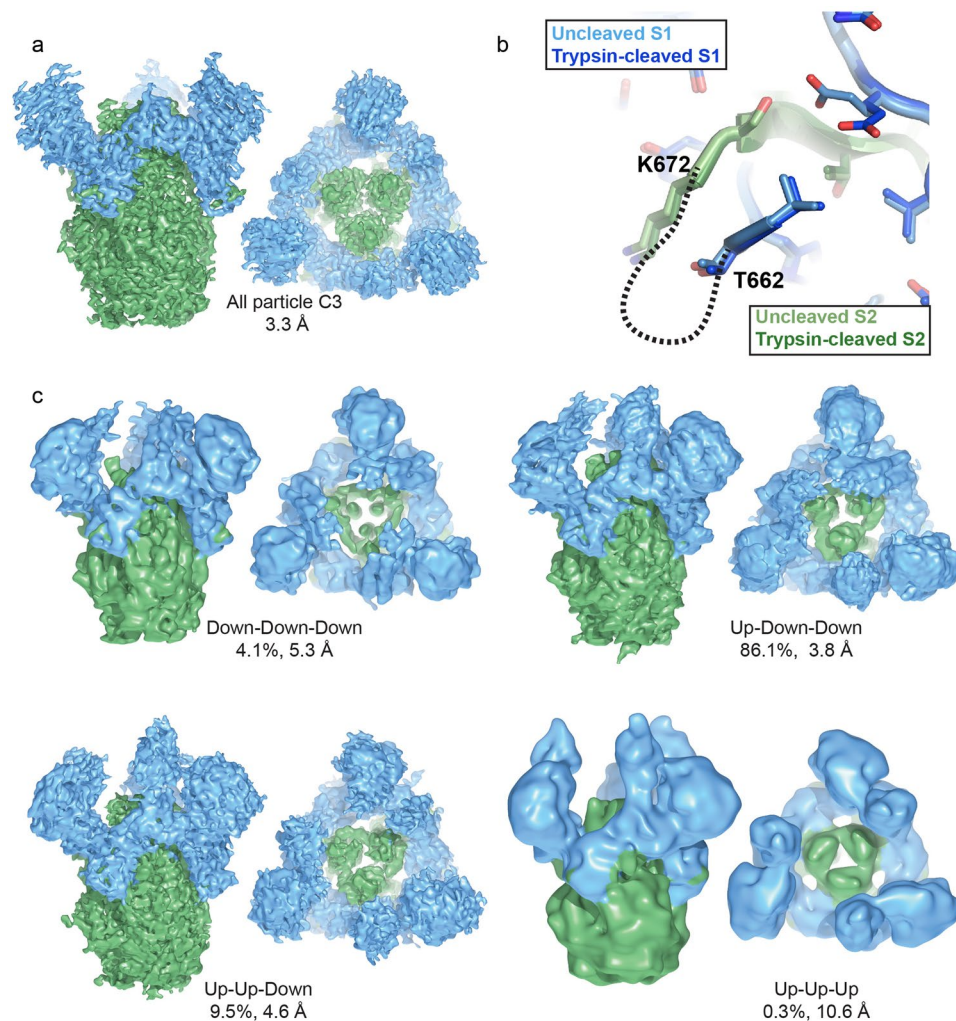 a
All particle C3
3.3 Å
b
Uncleaved S1
Trypsin-cleaved S1
K672
T662
Uncleaved S2
Trypsin-cleaved S2
c
Down-Down-Down
4.1%, 5.3 Å
Up-Down-Down
86.1%, 3.8 Å
Up-Up-Down
9.5%, 4.6 Å
Up-Up-Up
0.3%, 10.6 Å